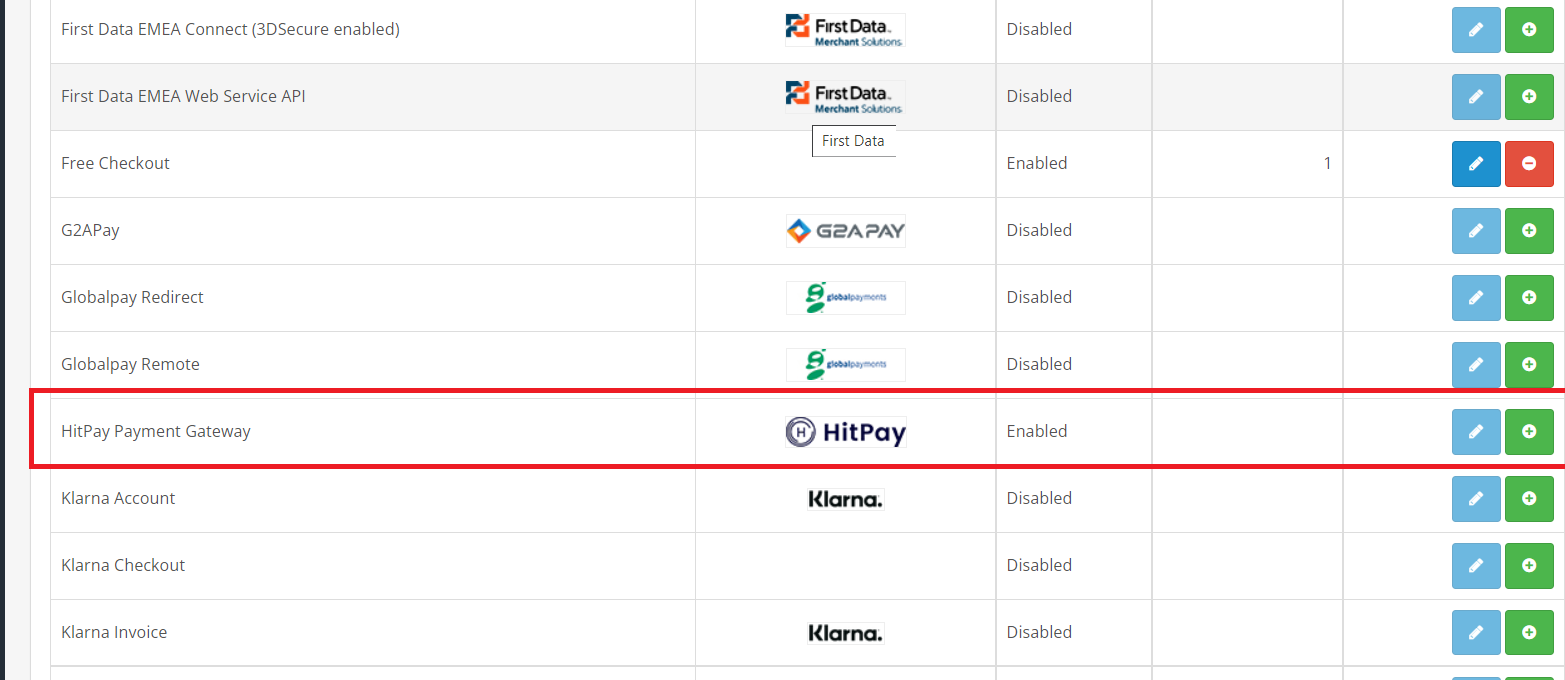 First Data EMEA Connect (3DSecure enabled) First Data Merchant Solutions Disabled
First Data EMEA Web Service API First Data Merchant Solutions Disabled
First Data
Free Checkout Enabled 1
G2APay G2A PAY Disabled
Globalpay Redirect globalpayments Disabled
Globalpay Remote globalpayments Disabled
HitPay Payment Gateway HitPay Enabled
Klarna Account Klarna. Disabled
Klarna Checkout Disabled
Klarna Invoice Klarna. Disabled